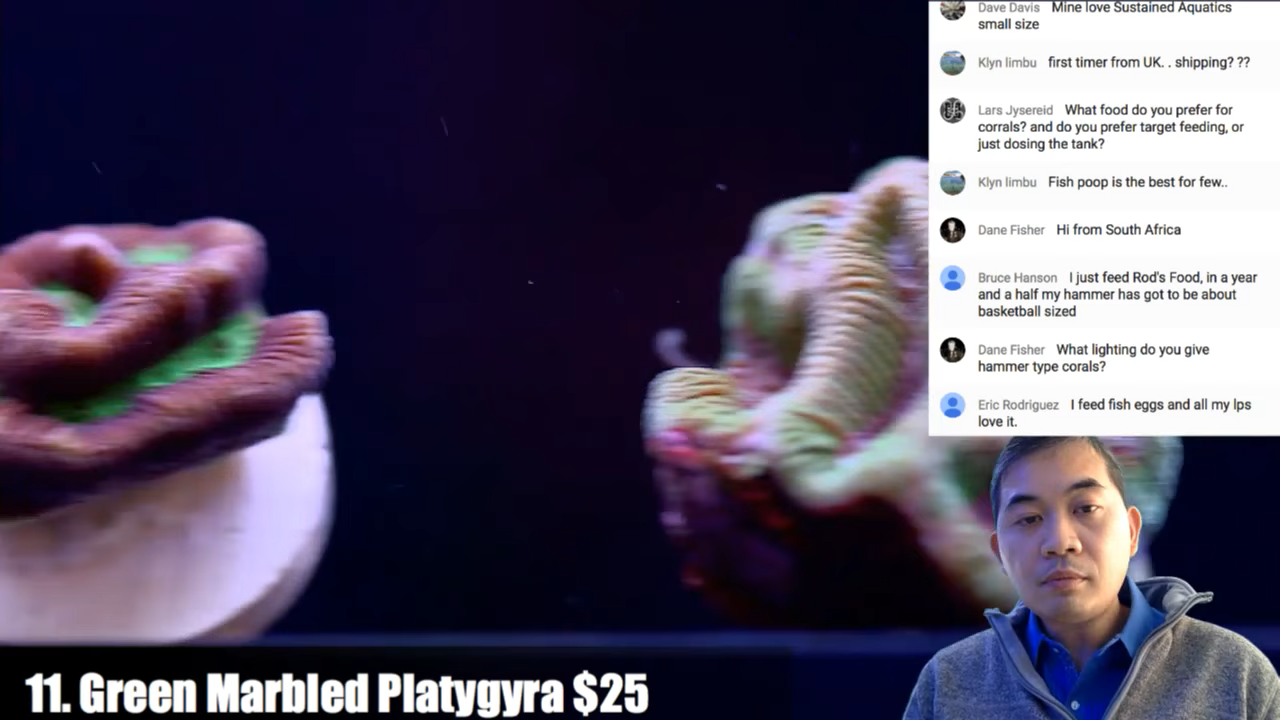 Dave Davis Mine love Sustained Aquatics
small size
Klyn limbu first timer from UK. . shipping? ??
Lars Jysereid What food do you prefer for
corrals? and do you prefer target feeding, or
just dosing the tank?
Klyn limbu Fish poop is the best for few..
Dane Fisher Hi from South Africa
Bruce Hanson I just feed Rod's Food, in a year
and a half my hammer has got to be about
basketball sized
Dane Fisher What lighting do you give
hammer type corals?
Eric Rodriguez I feed fish eggs and all my lps
love it.
11. Green Marbled Platygyra $25